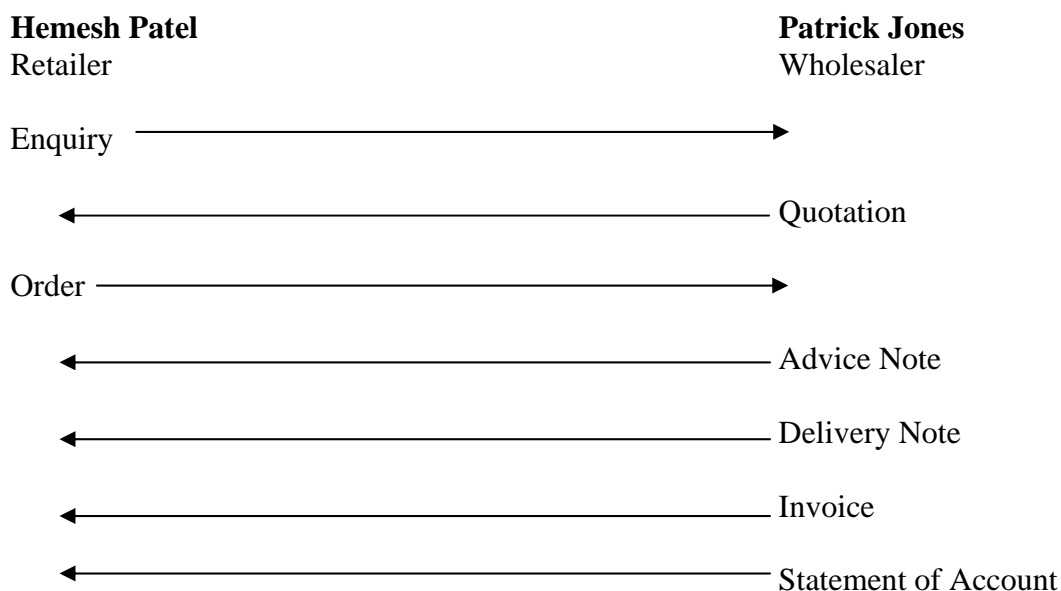 Hemesh Patel Patrick Jones
Retailer Wholesaler
Enquiry
Quotation
Order
Advice Note
Delivery Note
Invoice
Statement of Account